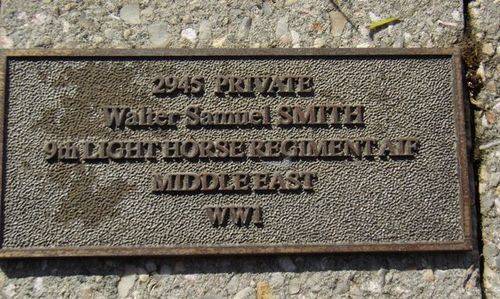 2945 PRIVATE
Walter Samuel SMITH
9th LIGHT HORSE REGIMENT AIF
MIDDLE EAST
WW1